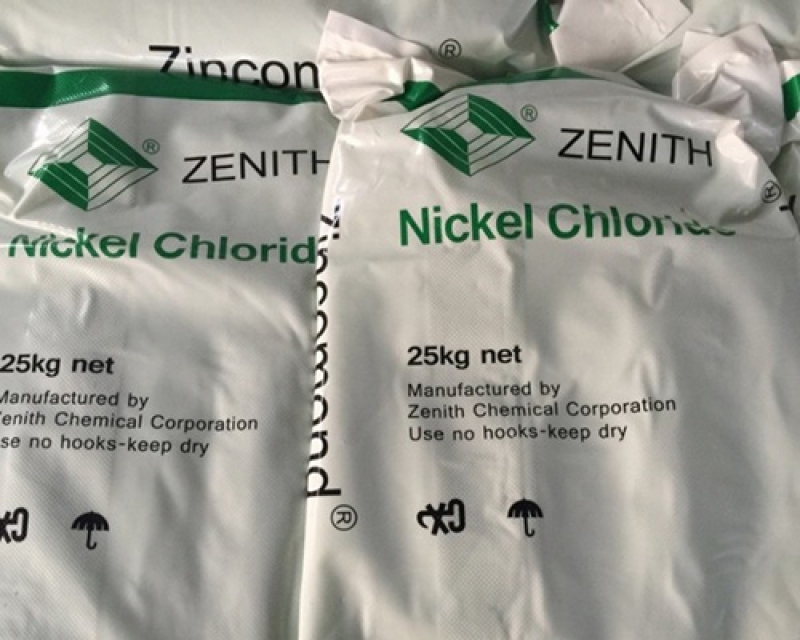 Zincon
®
®
ZENITH
Nickel Chlorid
25kg net
Manufactured by
Zenith Chemical Corporation
Use no hooks-keep dry
®
®
ZENITH
Nickel Chloride
25kg net
Manufactured by
Zenith Chemical Corporation
Use no hooks-keep dry
®